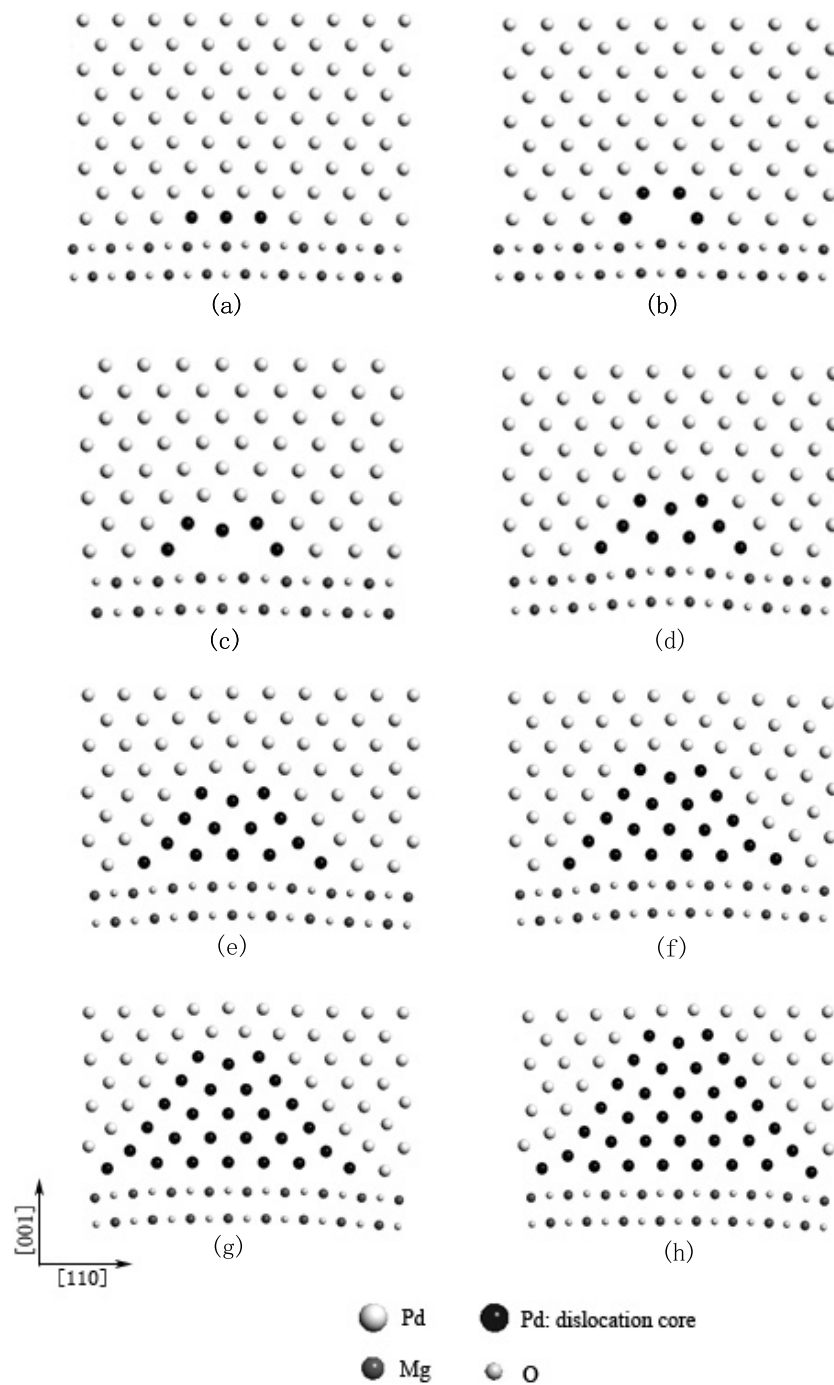 (a)
(b)
(c)
(d)
(e)
(f)
(g)
(h)
[001]
[110]
Pd
Pd: dislocation core
Mg
O